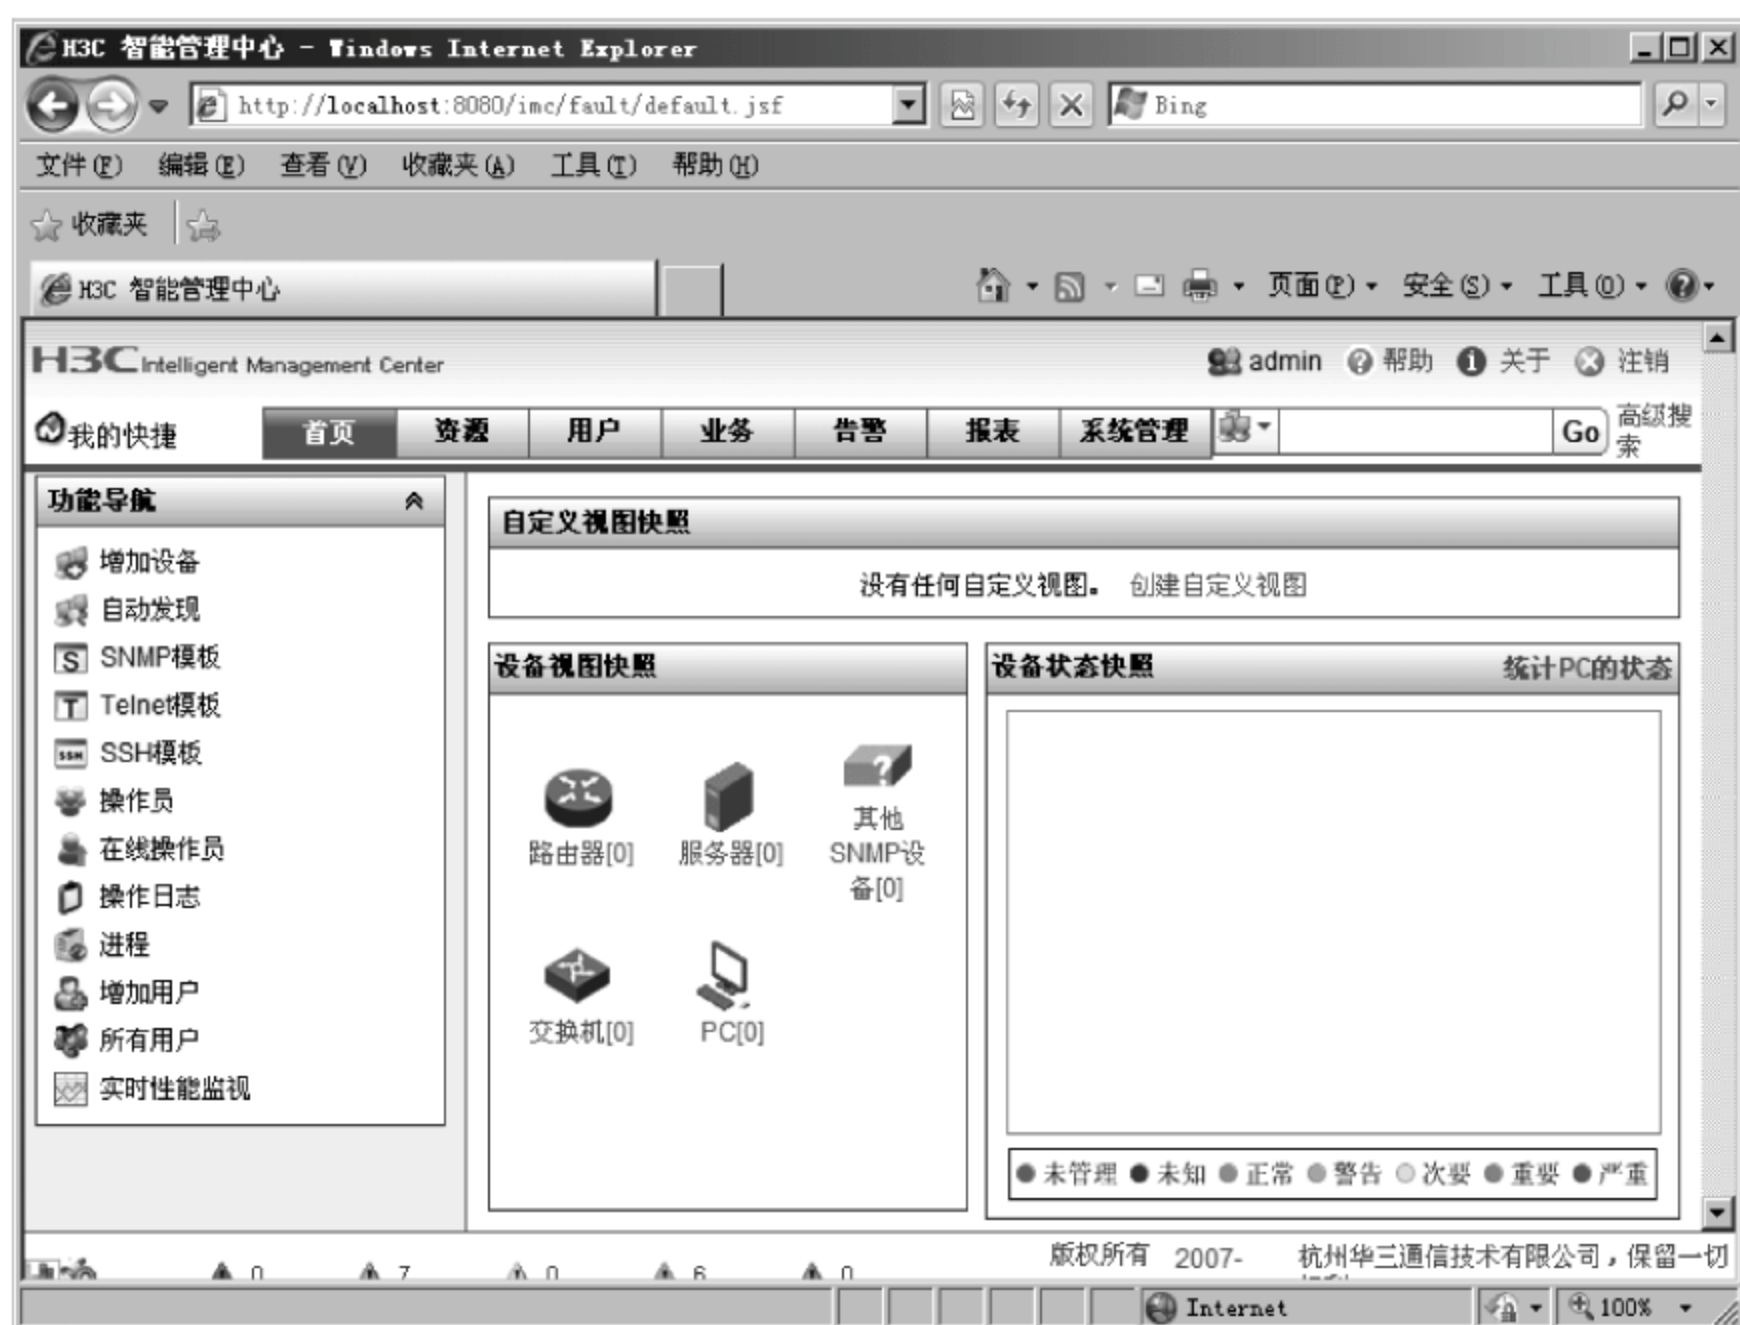 H3C 智能管理中心 - Windows Internet Explorer
http://localhost:8080/imc/fault/default.jsf Bing
文件(F) 编辑(E) 查看(V) 收藏夹(A) 工具(T) 帮助(H)
收藏夹
H3C 智能管理中心 页面(P) 安全(S) 工具(O)
H3C Intelligent Management Center admin 帮助 关于 注销
我的快捷 首页 资源 用户 业务 告警 报表 系统管理 Go 高级搜
索
功能导航
增加设备
自动发现
SNMP模板
Telnet模板
SSH模板
操作员
在线操作员
操作日志
进程
增加用户
所有用户
实时性能监视
自定义视图快照
没有任何自定义视图。 创建自定义视图
设备视图快照
路由器[0] 服务器[0]
其他
SNMP设
备[0]
交换机[0] PC[0]
设备状态快照 统计PC的状态
未管理 未知 正常 警告 次要 重要 严重
0 7 0 6 0
版权所有 2007- 杭州华三通信技术有限公司，保留一切
Internet 100%